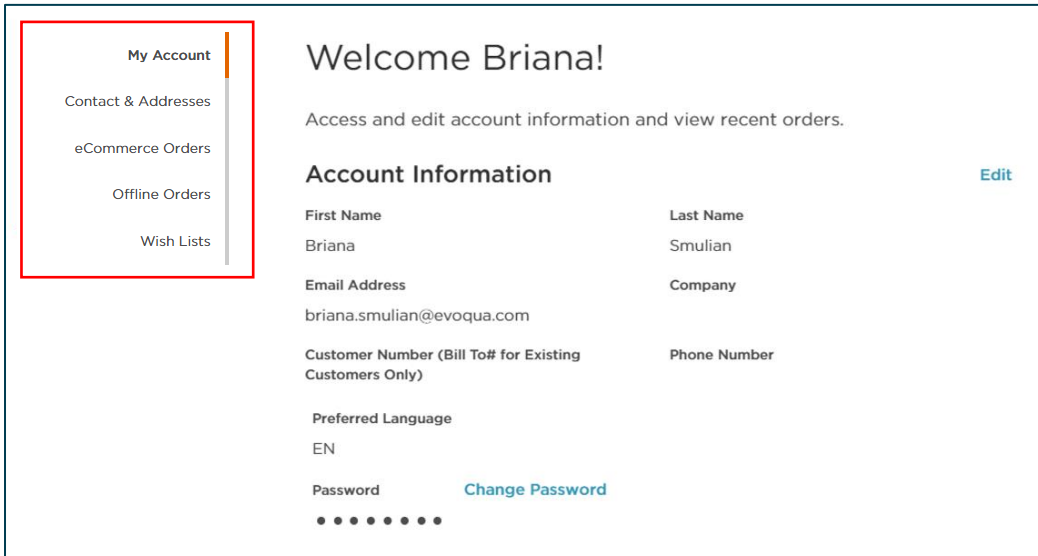 My Account
Contact & Addresses
eCommerce Orders
Offline Orders
Wish Lists
Welcome Briana!
Access and edit account information and view recent orders.
Account Information
Edit
First Name
Last Name
Briana
Smulian
Email Address
Company
briana.smulian@evoqua.com
Customer Number (Bill To# for Existing
Customers Only)
Phone Number
Preferred Language
EN
Password
Change Password
••••••••